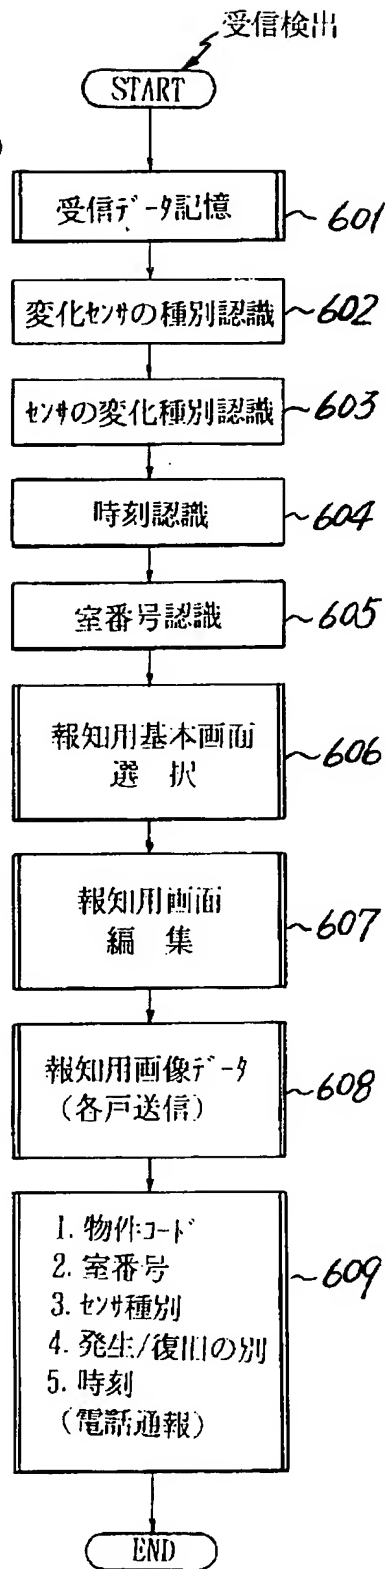 受信検出
START
受信データ記憶
601
変化センサの種別認識
602
センサの変化種別認識
603
時刻認識
604
室番号認識
605
報知用基本画面
選 択
606
報知用画面
編 集
607
報知用画像データ
(各戸送信)
608
1. 物件コード
2. 室番号
3. センサ種別
4. 発生/復旧の別
5. 時刻
(電話通報)
609
END